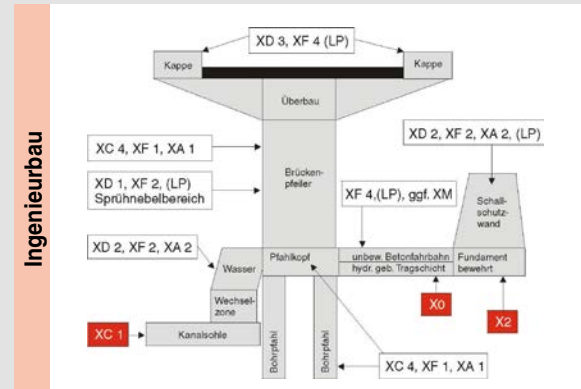 Ingenieurbau
XD 3, XF 4 (LP)
Kappe
Kappe
Überbau
XD 2, XF 2, XA 2, (LP)
XC 4, XF 1, XA 1
Brücken-
pfeiler
XD 1, XF 2, (LP)
Sprühnebelbereich
XF 4,(LP), ggf. XM
Schall-
schutz-
wand
XD 2, XF 2, XA 2
Wasser
Pfahlkopf
unbew. Betonfahrbahn
hydr. geb. Tragschicht
Fundament
bewehrt
Wechsel-
zone
X0
X2
XC 1
Kanalsohle
Bohrpfahl
Bohrpfahl
XC 4, XF 1, XA 1